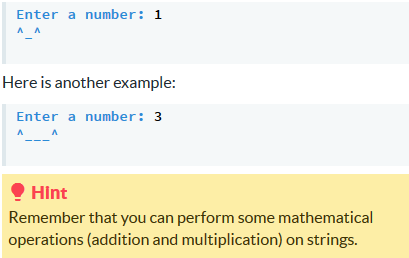 Enter a number: 1
^_^
Here is another example:
Enter a number: 3
^___^
Hint
Remember that you can perform some mathematical
operations (addition and multiplication) on strings.